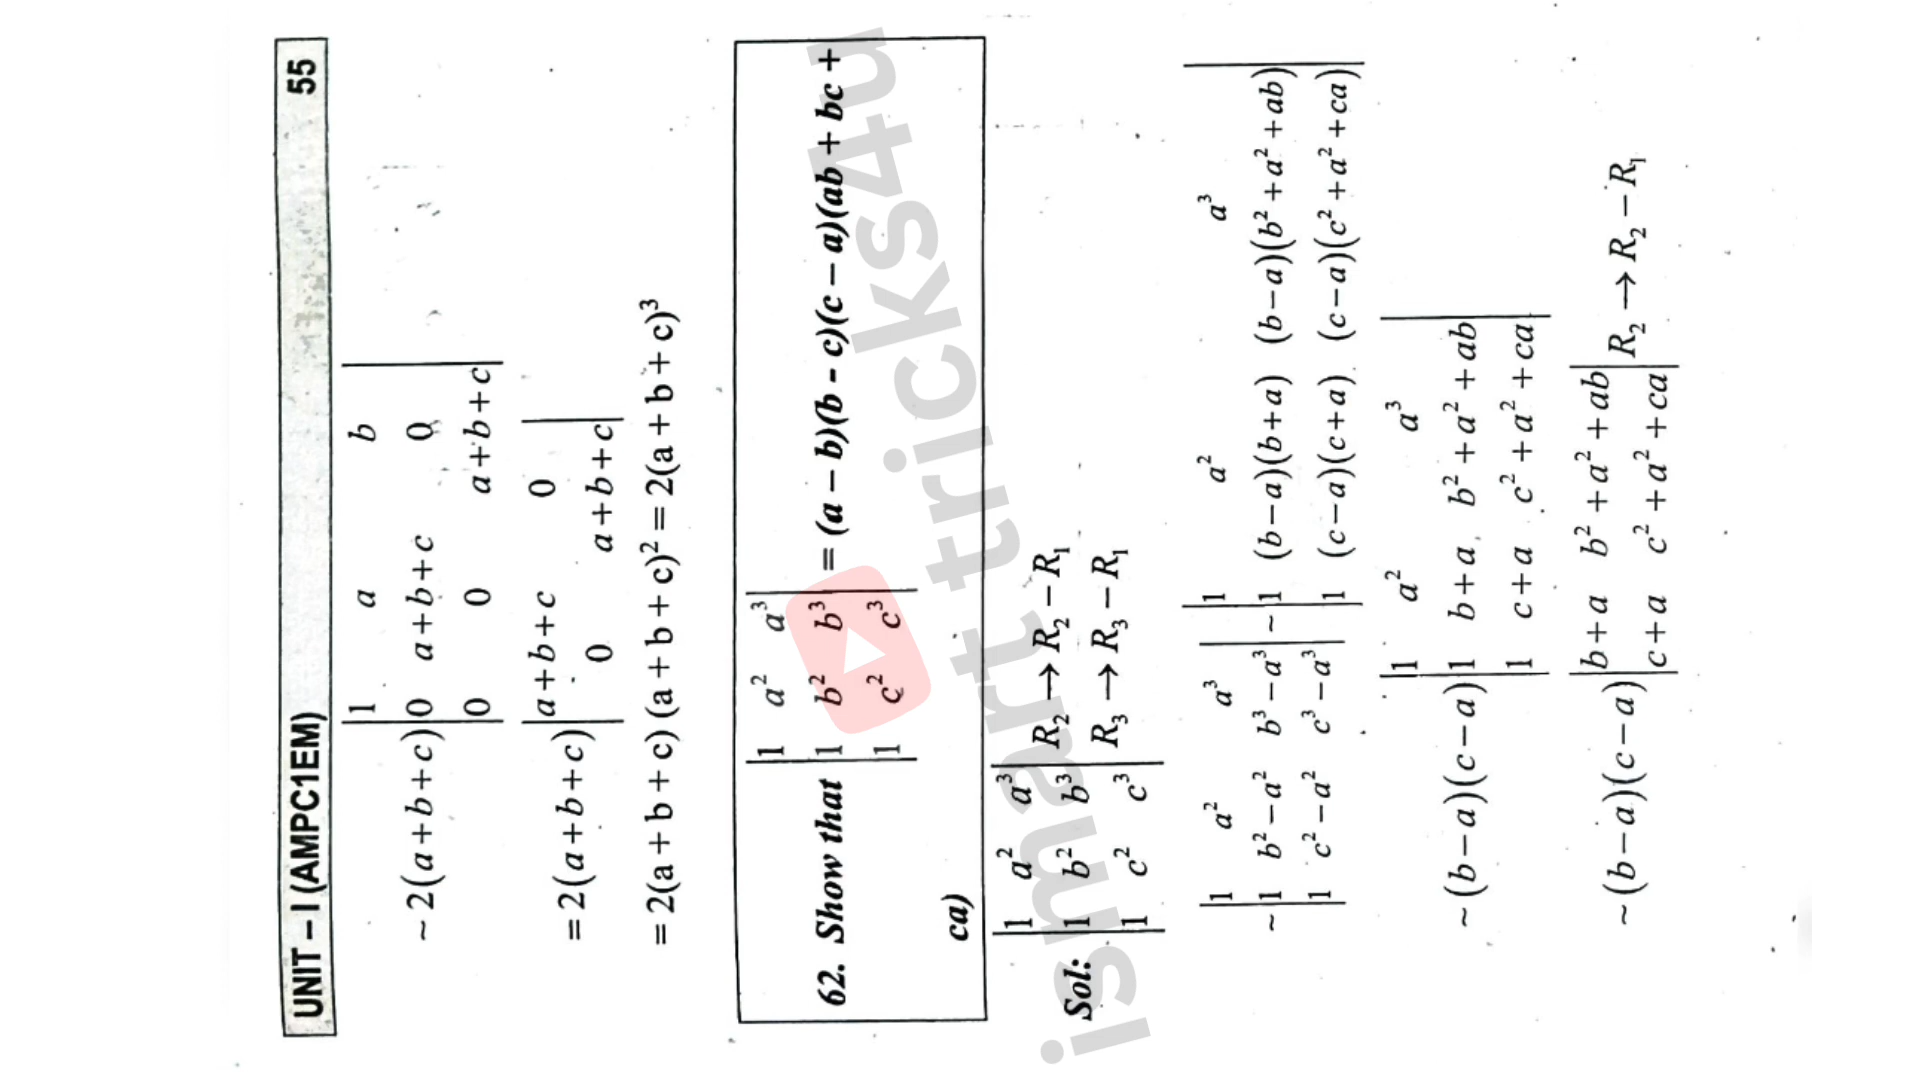 UNIT – I (AMPC1EM) 55
~ 2(a+b+c) |1 a b|
|0 a+b+c 0|
|0 0 a+b+c|
= 2(a+b+c) |a+b+c 0|
|0 a+b+c|
= 2(a + b + c) (a + b + c)² = 2(a + b + c)³
62. Show that |1 a² a³|
|1 b² b³| = (a – b)(b - c)(c – a)(ab + bc +
|1 c² c³|
ca)
Sol: |1 a² a³|
|1 b² b³| R₂ → R₂ – R₁
|1 c² c³| R₃ → R₃ – R₁
|1 a² a³| |1 a² a³|
~ |1 b²–a² b³–a³| ~ |1 (b–a)(b+a) (b–a)(b²+a²+ab)|
|1 c²–a² c³–a³| |1 (c–a)(c+a) (c–a)(c²+a²+ca)|
|1 a² a³|
~ (b–a)(c–a) |1 b+a b²+a²+ab|
|1 c+a c²+a²+ca|
~ (b–a)(c–a) |b+a b²+a²+ab| R₂ → R₂ – R₁
|c+a c²+a²+ca|
ismart tricks4u